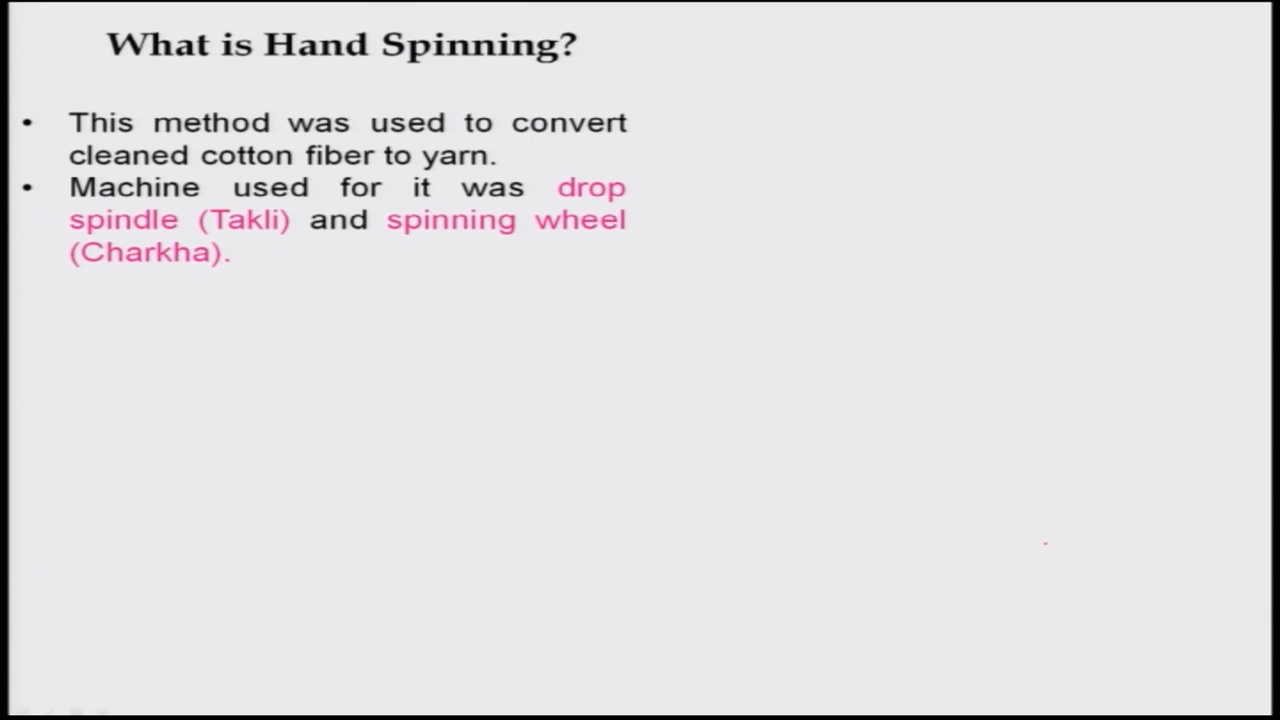 What is Hand Spinning?
• This method was used to convert
cleaned cotton fiber to yarn.
• Machine used for it was drop
spindle (Takli) and spinning wheel
(Charkha).